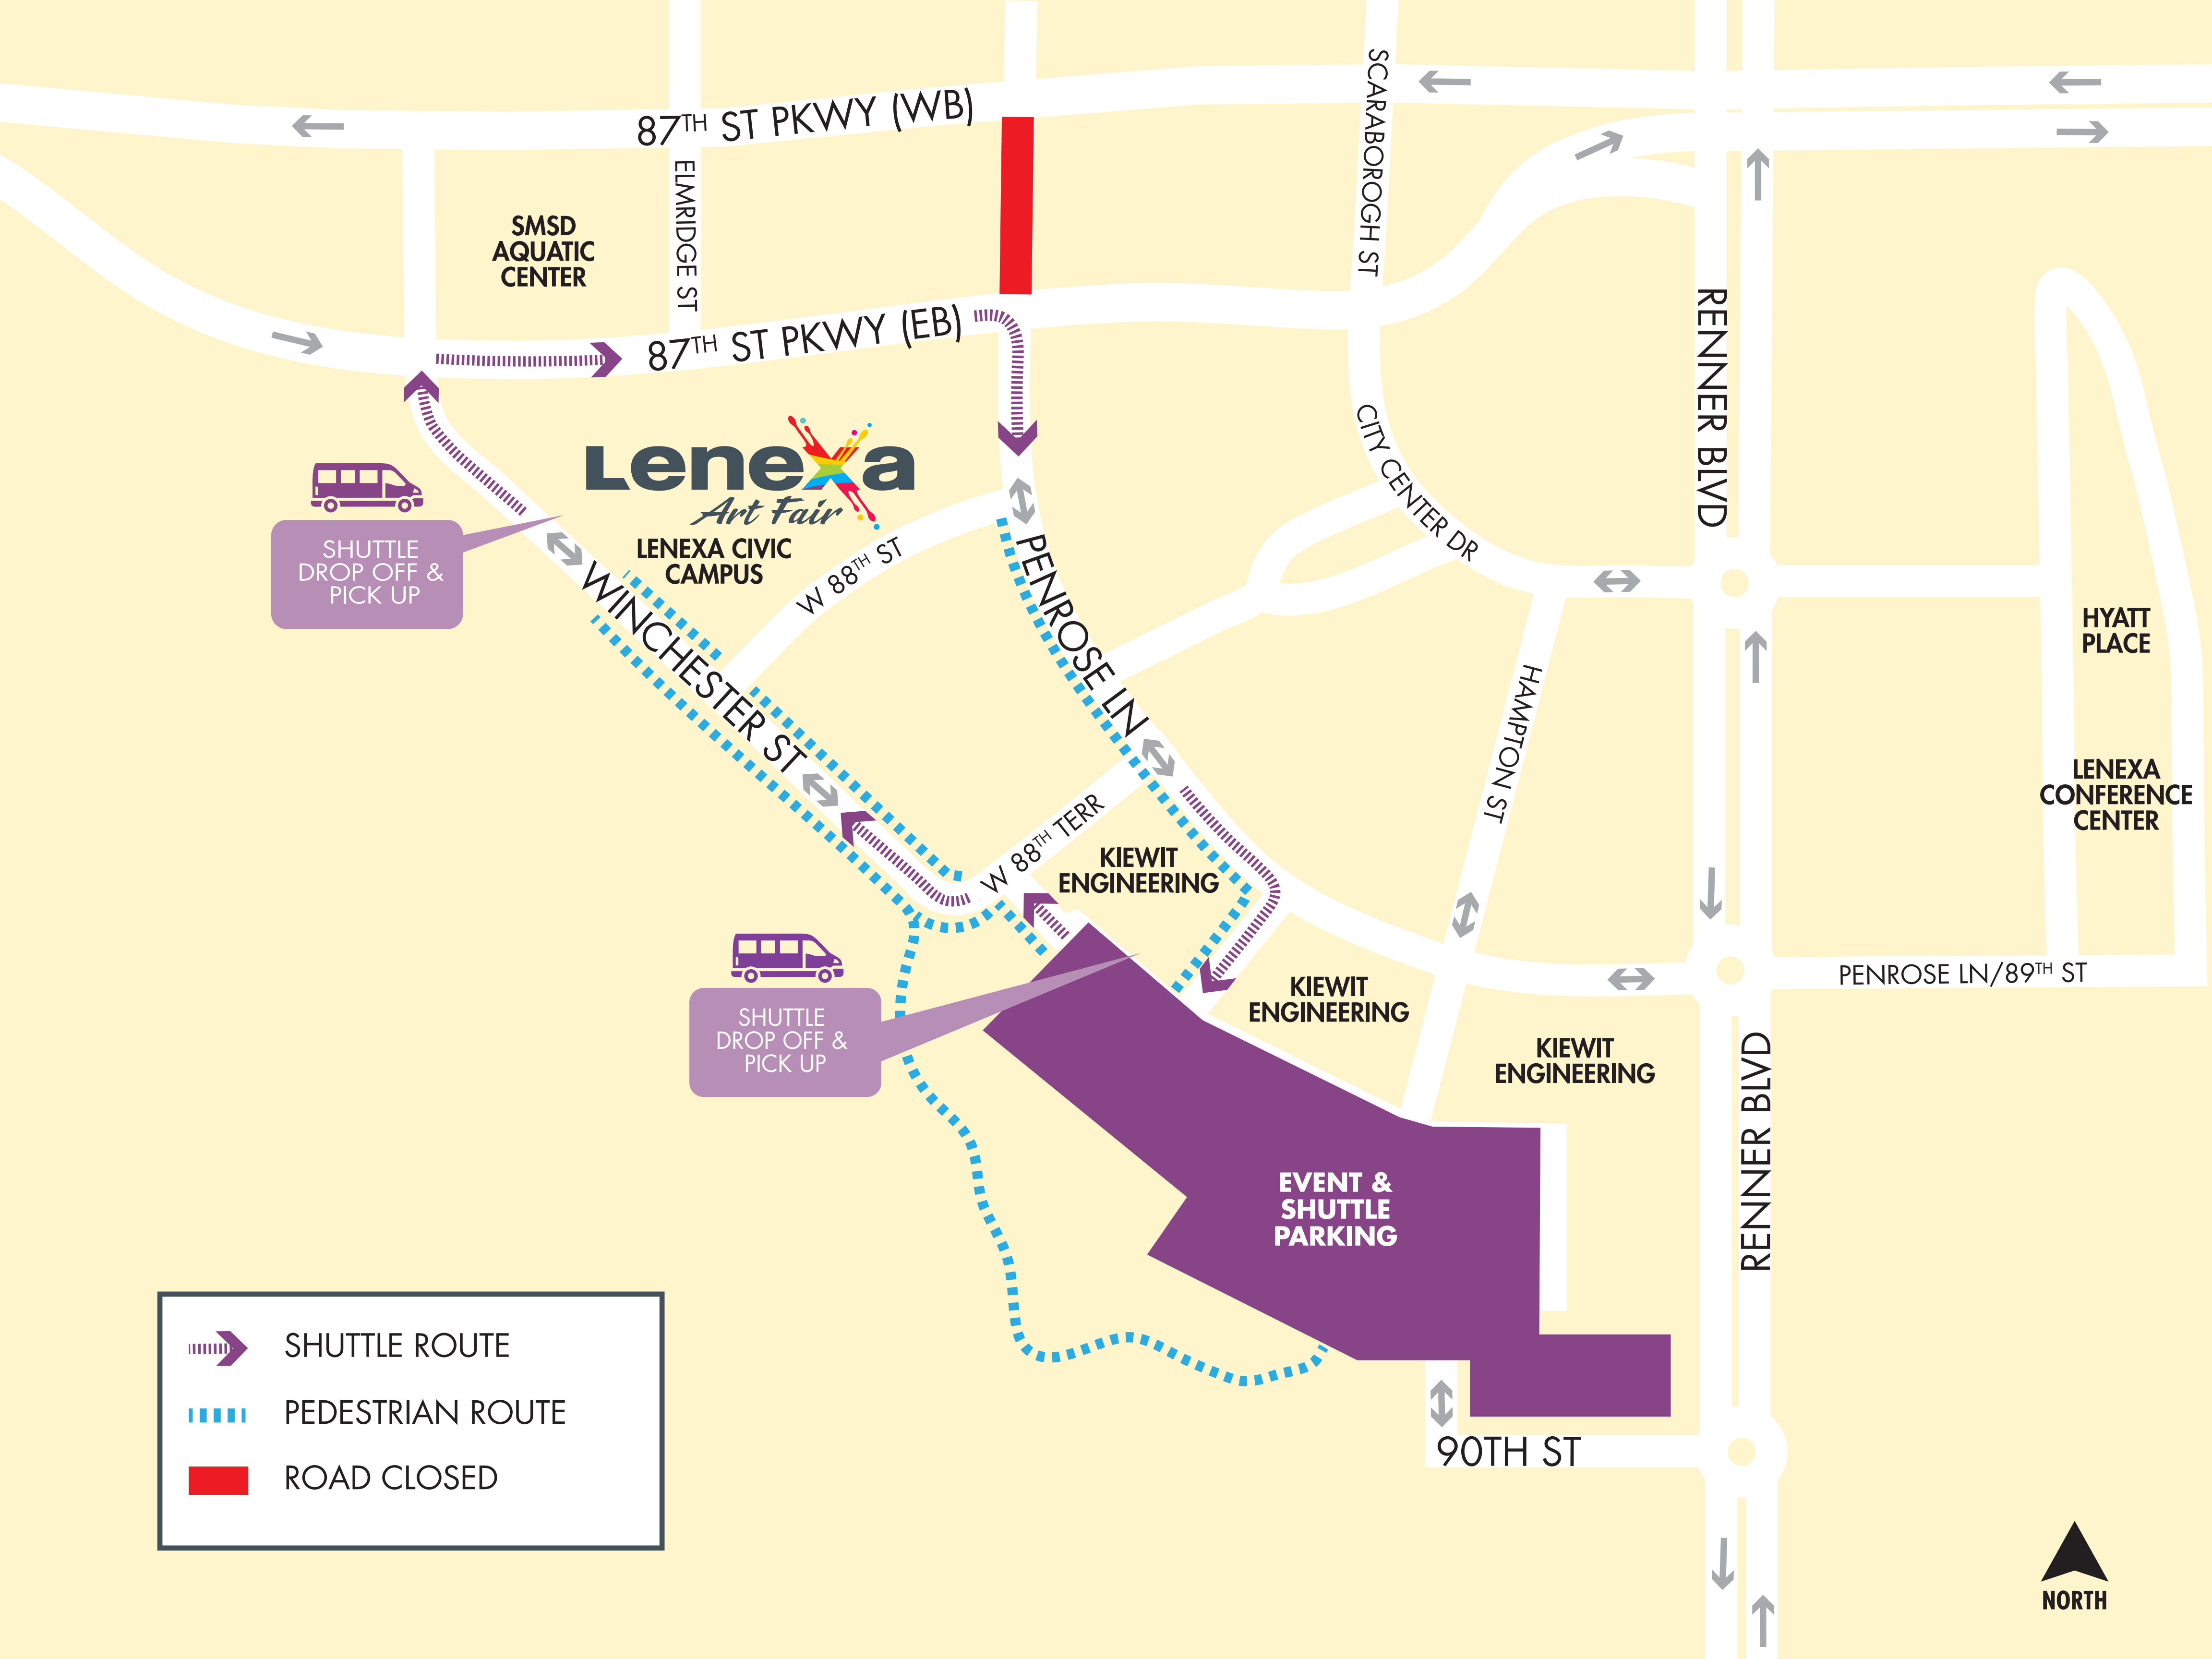 87TH ST PKWY (WB)
ELMRIDGE ST
SCARABOROGH ST
SMSD
AQUATIC
CENTER
87TH ST PKWY (EB)
RENNER BLVD
Lenexa
Art Fair
LENEXA CIVIC
CAMPUS
CITY CENTER DR
SHUTTLE
DROP OFF &
PICK UP
W 88TH ST
PENROSE LN
WINCHESTER ST
HYATT
PLACE
HAMPTON ST
LENEXA
CONFERENCE
CENTER
W 88TH TERR
KIEWIT
ENGINEERING
KIEWIT
ENGINEERING
KIEWIT
ENGINEERING
PENROSE LN/89TH ST
SHUTTLE
DROP OFF &
PICK UP
RENNER BLVD
EVENT &
SHUTTLE
PARKING
90TH ST
SHUTTLE ROUTE
PEDESTRIAN ROUTE
ROAD CLOSED
NORTH